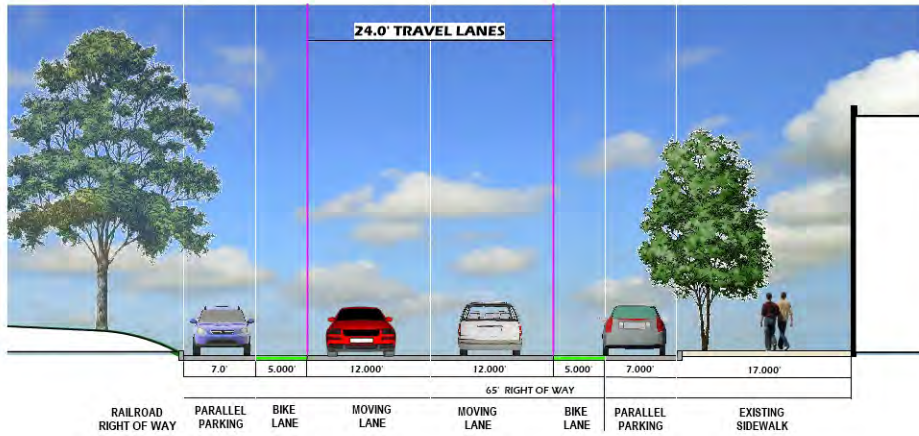 24.0' TRAVEL LANES
7.0' 5.000' 12.000' 12.000' 5.000' 7.000' 17.000'
65' RIGHT OF WAY
RAILROAD RIGHT OF WAY
PARALLEL PARKING
BIKE LANE
MOVING LANE
MOVING LANE
BIKE LANE
PARALLEL PARKING
EXISTING SIDEWALK